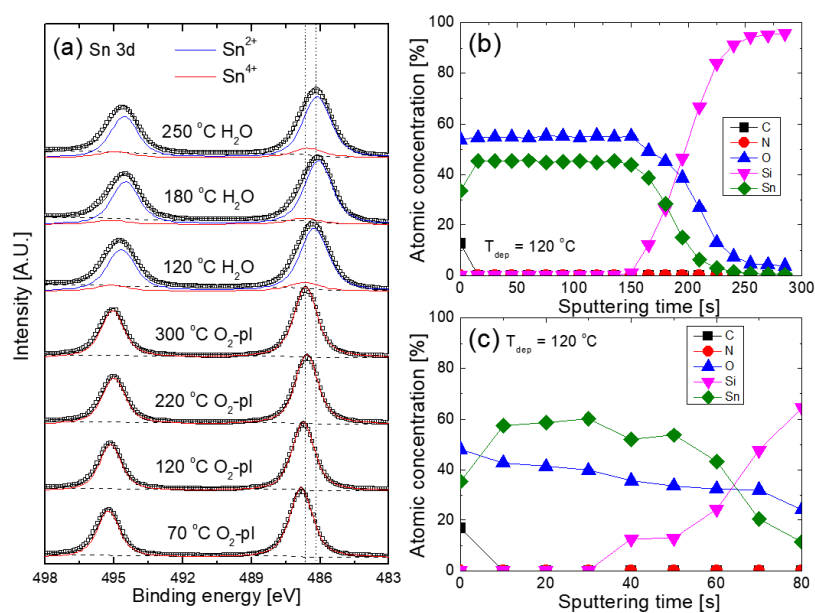 (a) Sn 3d
Sn²⁺
Sn⁴⁺
250 °C H₂O
180 °C H₂O
120 °C H₂O
300 °C O₂-pl
220 °C O₂-pl
120 °C O₂-pl
70 °C O₂-pl
Intensity [A.U.]
498 495 492 489 486 483
Binding energy [eV]
(b)
Atomic concentration [%]
100
80
60
40
20
0
C
N
O
Si
Sn
T_dep = 120 °C
0 50 100 150 200 250 300
Sputtering time [s]
(c) T_dep = 120 °C
Atomic concentration [%]
100
80
60
40
20
0
C
N
O
Si
Sn
0 20 40 60 80
Sputtering time [s]